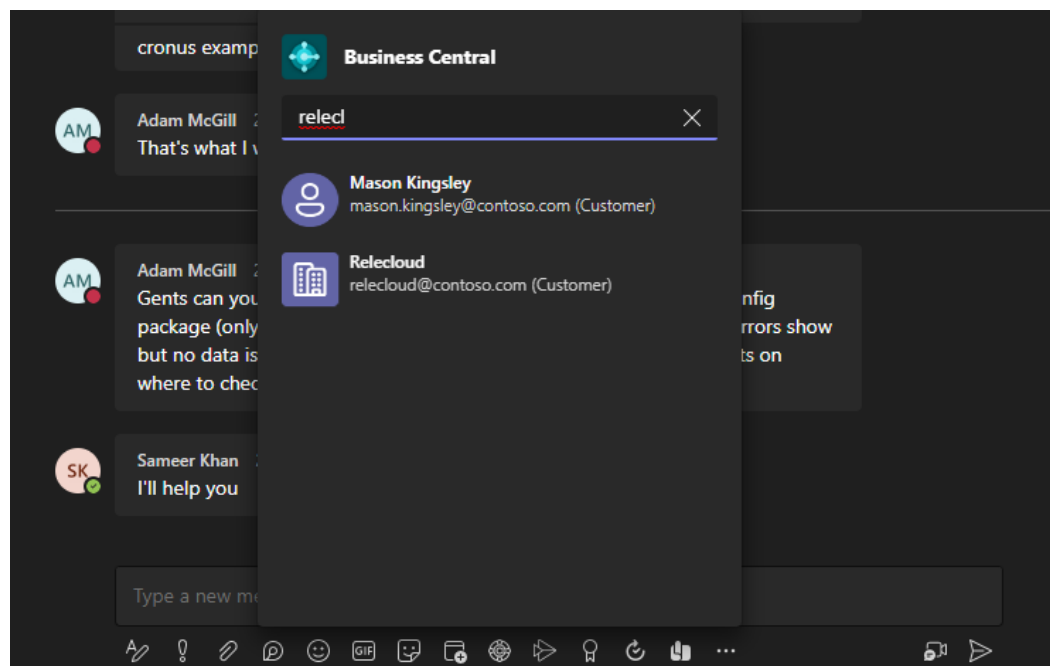 cronus examp
Business Central
relecl
Adam McGill
That's what I w
Mason Kingsley
mason.kingsley@contoso.com (Customer)
Relecloud
relecloud@contoso.com (Customer)
Adam McGill
Gents can you nfig
package (only rrors show
but no data is ts on
where to chec
Sameer Khan
I'll help you
Type a new me
GIF
AM
AM
SK